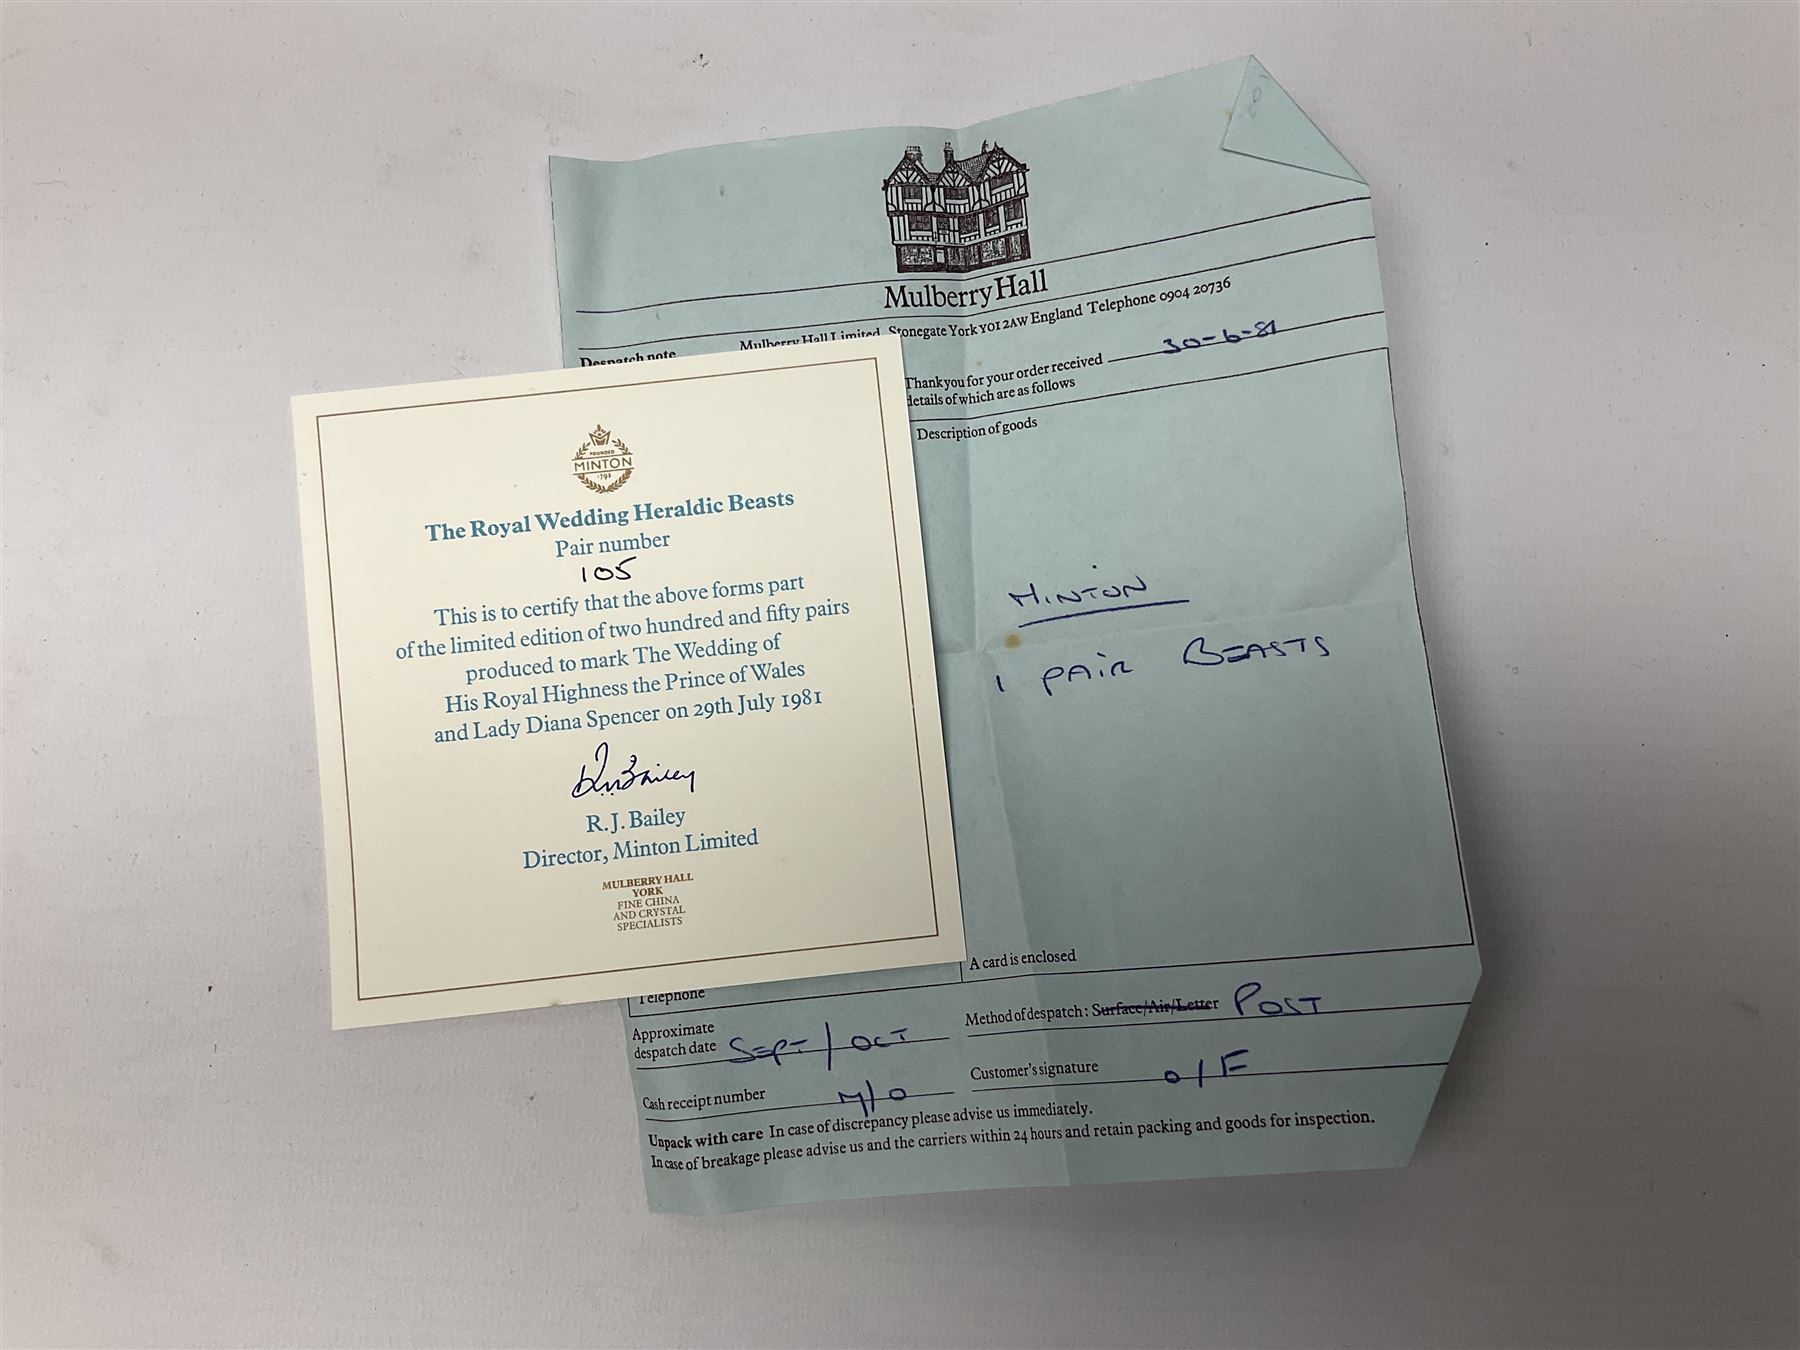 FOUNDED
MINTON
1793
The Royal Wedding Heraldic Beasts
Pair number
105
This is to certify that the above forms part
of the limited edition of two hundred and fifty pairs
produced to mark The Wedding of
His Royal Highness the Prince of Wales
and Lady Diana Spencer on 29th July 1981
R.J. Bailey
Director, Minton Limited
MULBERRY HALL
YORK
FINE CHINA
AND CRYSTAL
SPECIALISTS
Mulberry Hall
Mulberry Hall Limited Stonegate York YO1 2AW England Telephone 0904 20736
Despatch note
Thank you for your order received 30-6-81
details of which are as follows
Description of goods
MINTON
1 PAIR BEASTS
A card is enclosed
Telephone
Approximate
despatch date SEPT/OCT
Method of despatch: Surface/Air/Letter POST
Cash receipt number M/O
Customer's signature O/F
Unpack with care In case of discrepancy please advise us immediately.
In case of breakage please advise us and the carriers within 24 hours and retain packing and goods for inspection.